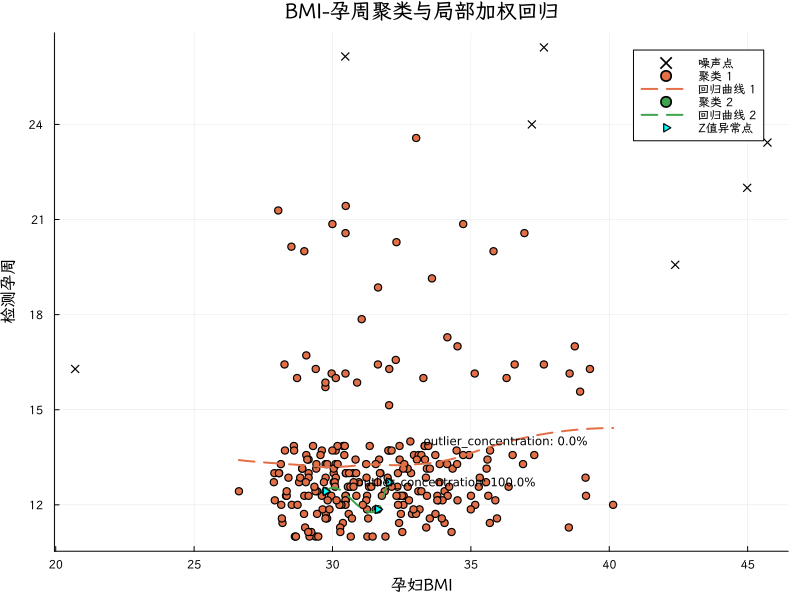 BMI-孕周聚类与局部加权回归
噪声点
聚类 1
回归曲线 1
聚类 2
回归曲线 2
Z值异常点
检测孕周
24
21
18
15
12
outlier_concentration: 0.0%
outlier_concentration: 100.0%
20
25
30
35
40
45
孕妇BMI